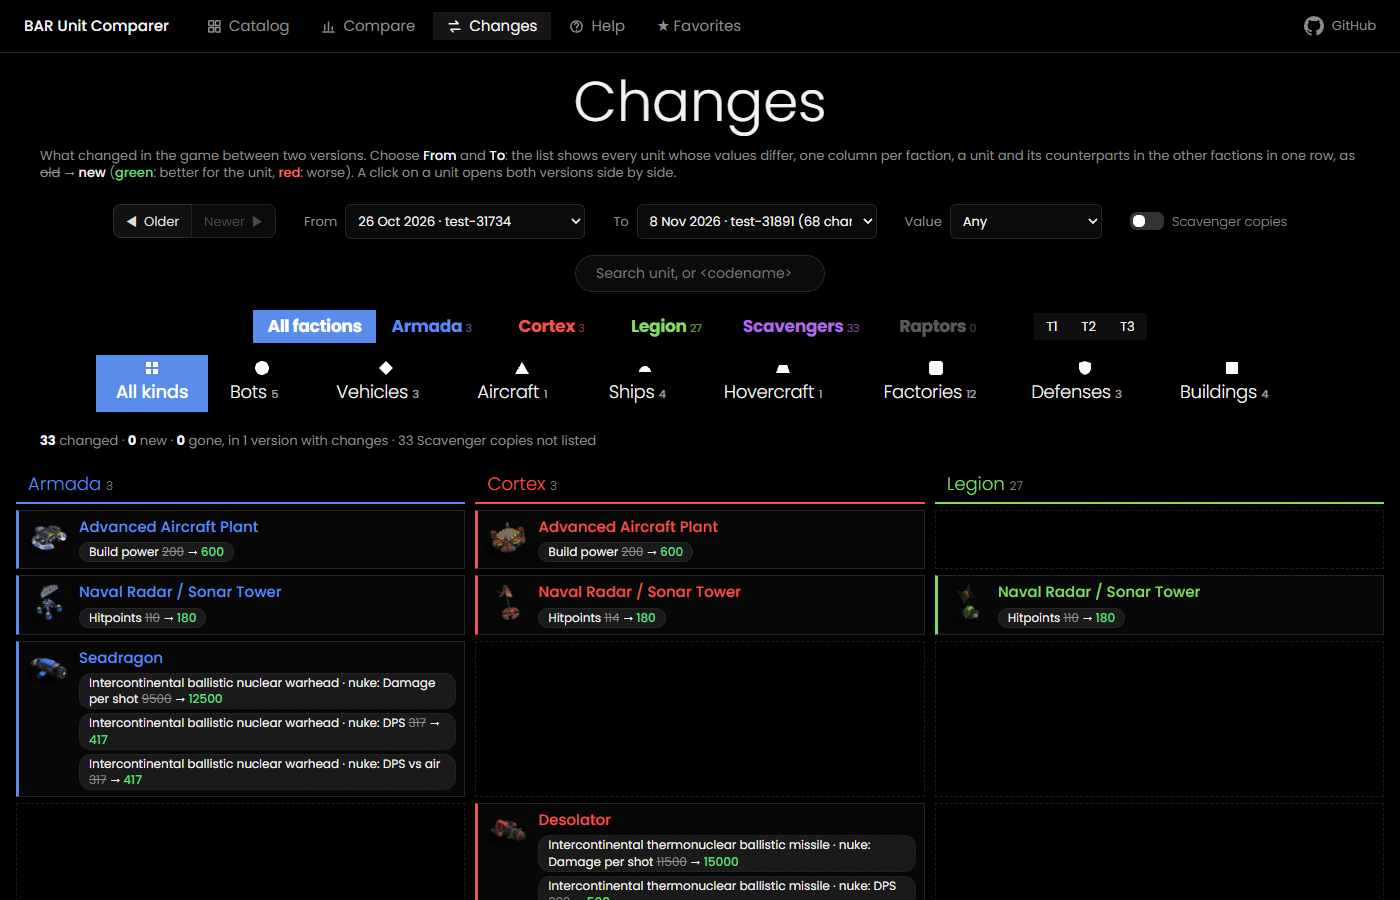 BAR Unit Comparer
Catalog
Compare
Changes
Help
★ Favorites
GitHub
Changes
What changed in the game between two versions. Choose From and To: the list shows every unit whose values differ, one column per faction, a unit and its counterparts in the other factions in one row, as
old → new (green: better for the unit, red: worse). A click on a unit opens both versions side by side.
◀ Older
Newer ▶
From
26 Oct 2026 · test-31734
To
8 Nov 2026 · test-31891 (68 char
Value
Any
Scavenger copies
Search unit, or <codename>
All factions
Armada 3
Cortex 3
Legion 27
Scavengers 33
Raptors 0
T1
T2
T3
All kinds
Bots 5
Vehicles 3
Aircraft 1
Ships 4
Hovercraft 1
Factories 12
Defenses 3
Buildings 4
33 changed · 0 new · 0 gone, in 1 version with changes · 33 Scavenger copies not listed
Armada 3
Cortex 3
Legion 27
Advanced Aircraft Plant
Build power 200 → 600
Advanced Aircraft Plant
Build power 200 → 600
Naval Radar / Sonar Tower
Hitpoints 110 → 180
Naval Radar / Sonar Tower
Hitpoints 114 → 180
Naval Radar / Sonar Tower
Hitpoints 110 → 180
Seadragon
Intercontinental ballistic nuclear warhead · nuke: Damage
per shot 9500 → 12500
Intercontinental ballistic nuclear warhead · nuke: DPS 317 →
417
Intercontinental ballistic nuclear warhead · nuke: DPS vs air
317 → 417
Desolator
Intercontinental thermonuclear ballistic missile · nuke:
Damage per shot 11500 → 15000
Intercontinental thermonuclear ballistic missile · nuke: DPS